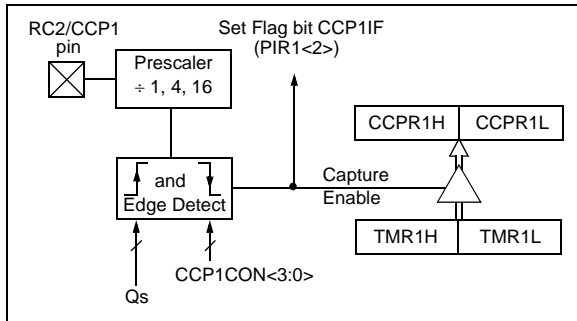 RC2/CCP1
pin
Prescaler
÷ 1, 4, 16
Set Flag bit CCP1IF
(PIR1<2>)
CCPR1H
CCPR1L
and
Edge Detect
Capture
Enable
TMR1H
TMR1L
CCP1CON<3:0>
Qs